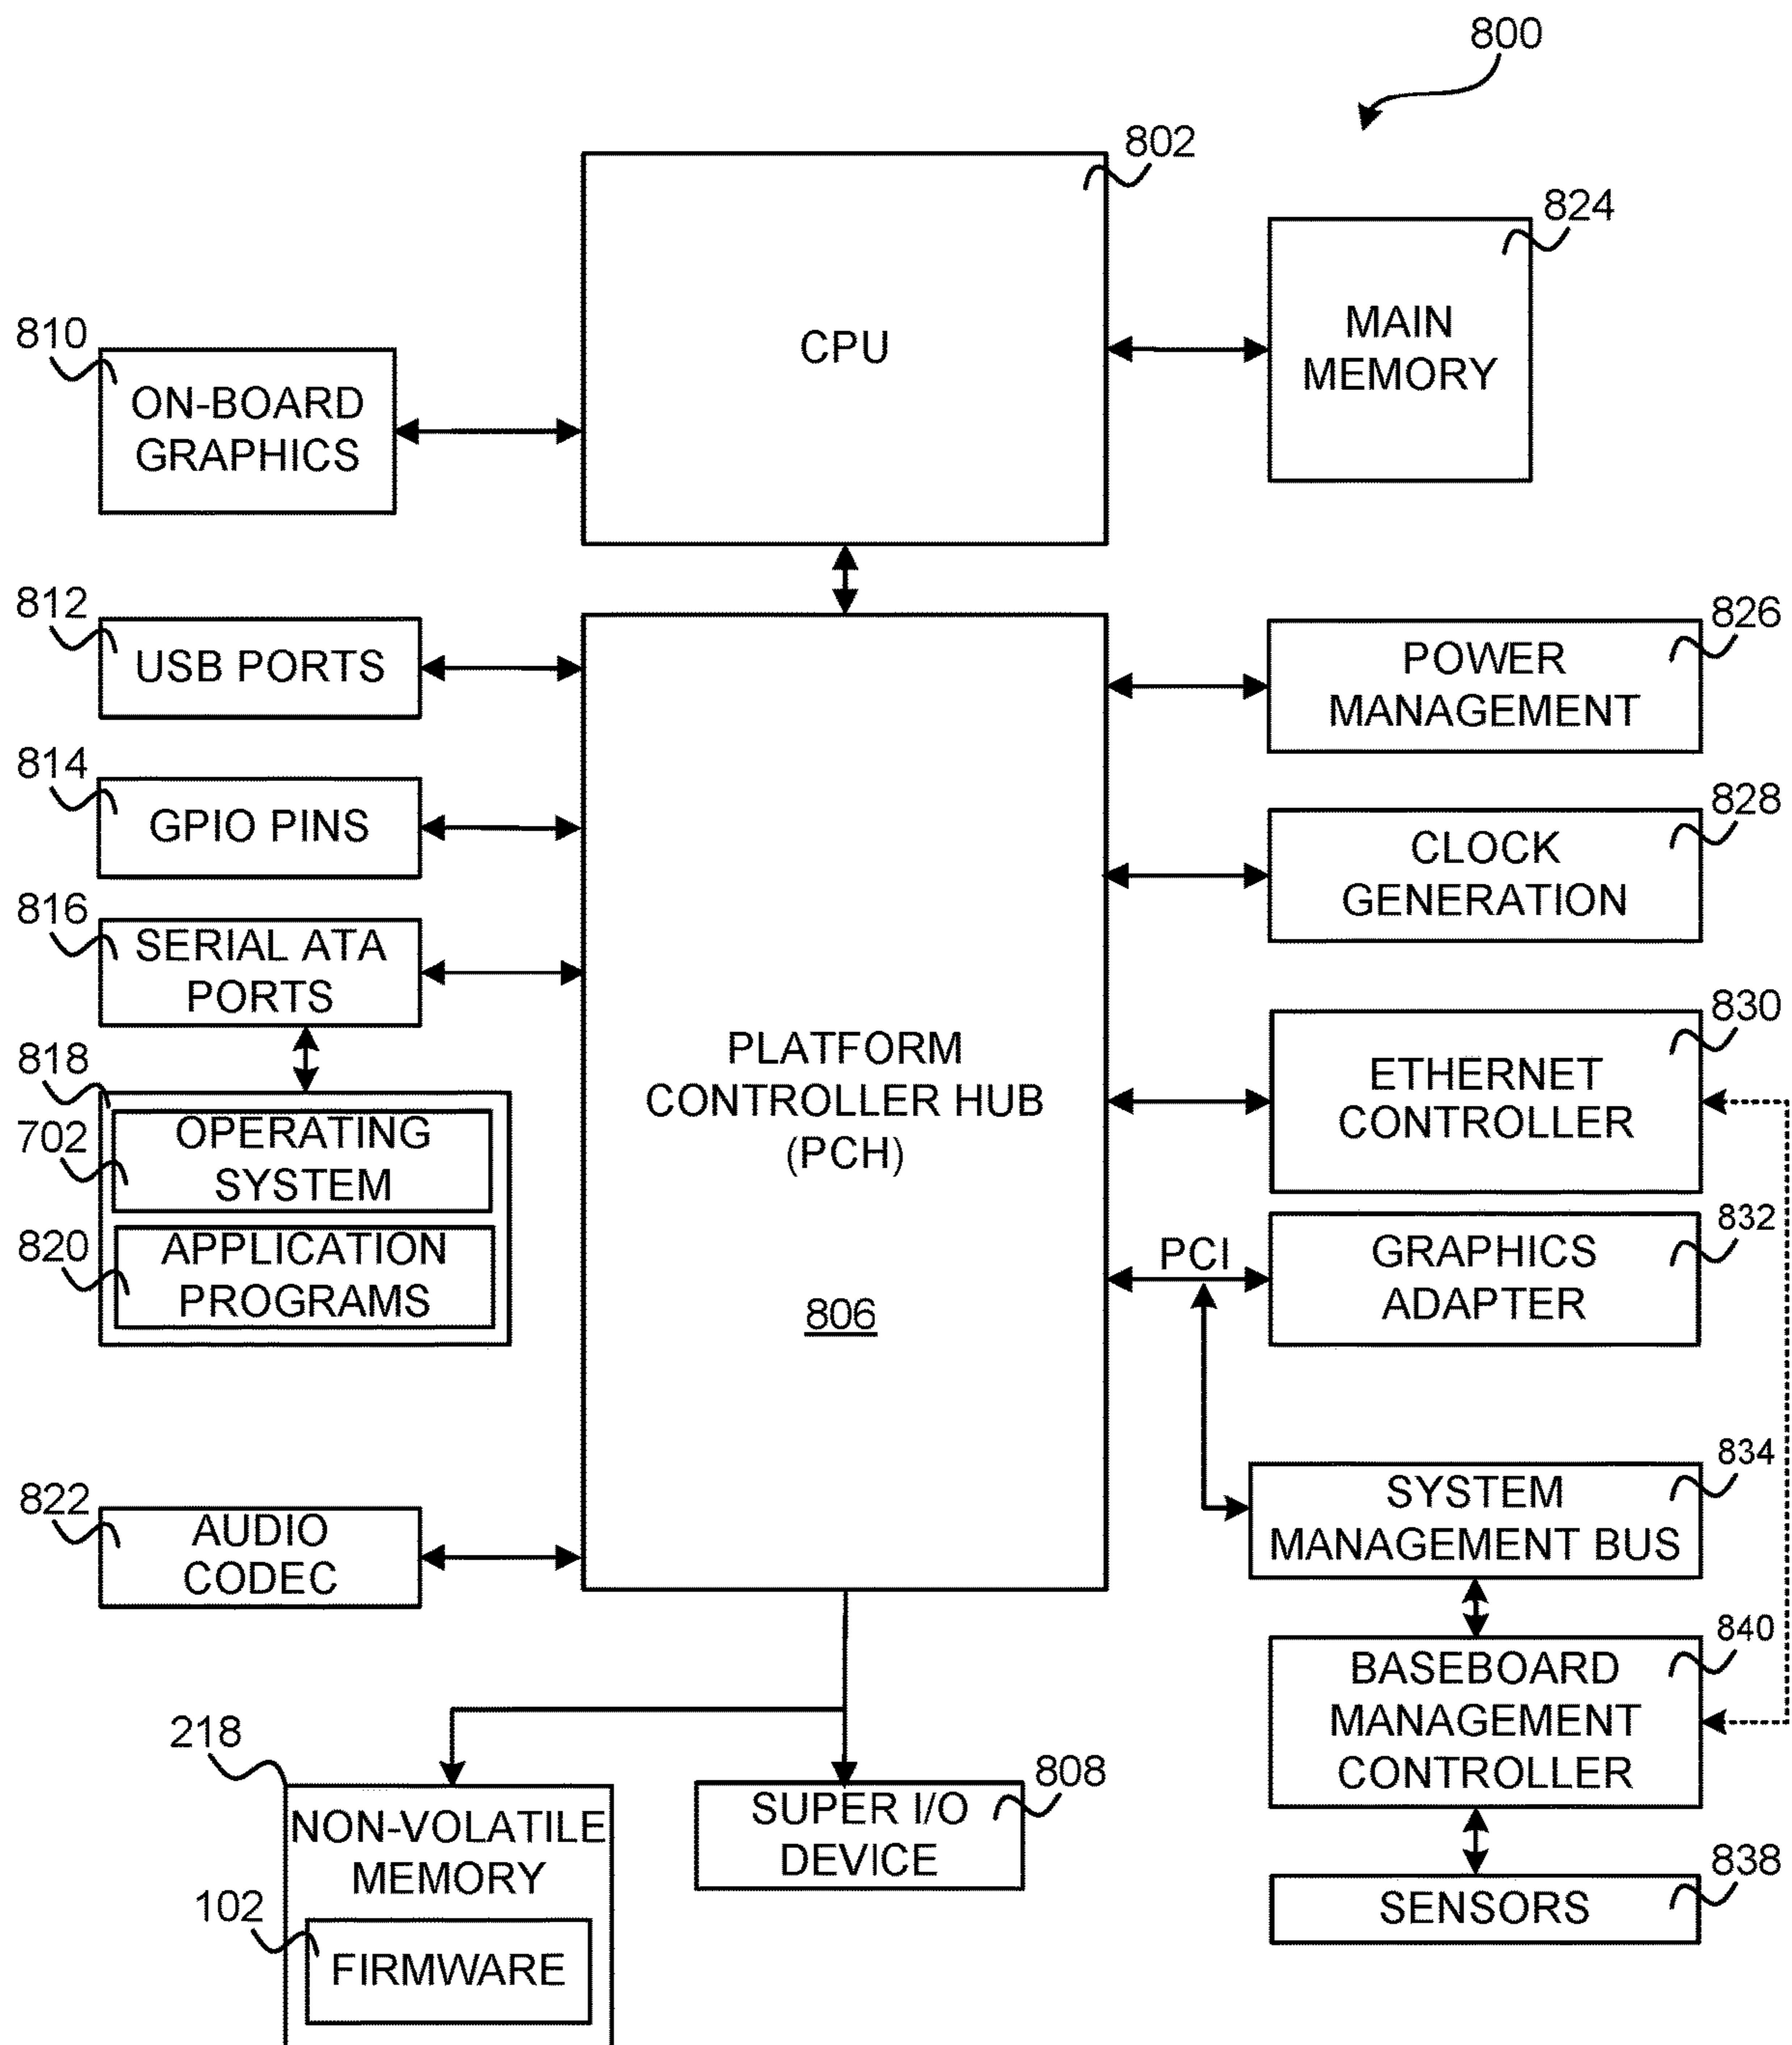 800
802
CPU
824
MAIN
MEMORY
810
ON-BOARD
GRAPHICS
812
USB PORTS
814
GPIO PINS
816
SERIAL ATA
PORTS
818
702
OPERATING
SYSTEM
820
APPLICATION
PROGRAMS
822
AUDIO
CODEC
PLATFORM
CONTROLLER HUB
(PCH)
806
826
POWER
MANAGEMENT
828
CLOCK
GENERATION
830
ETHERNET
CONTROLLER
832
PCI
GRAPHICS
ADAPTER
834
SYSTEM
MANAGEMENT BUS
840
BASEBOARD
MANAGEMENT
CONTROLLER
838
SENSORS
218
NON-VOLATILE
MEMORY
102
FIRMWARE
808
SUPER I/O
DEVICE